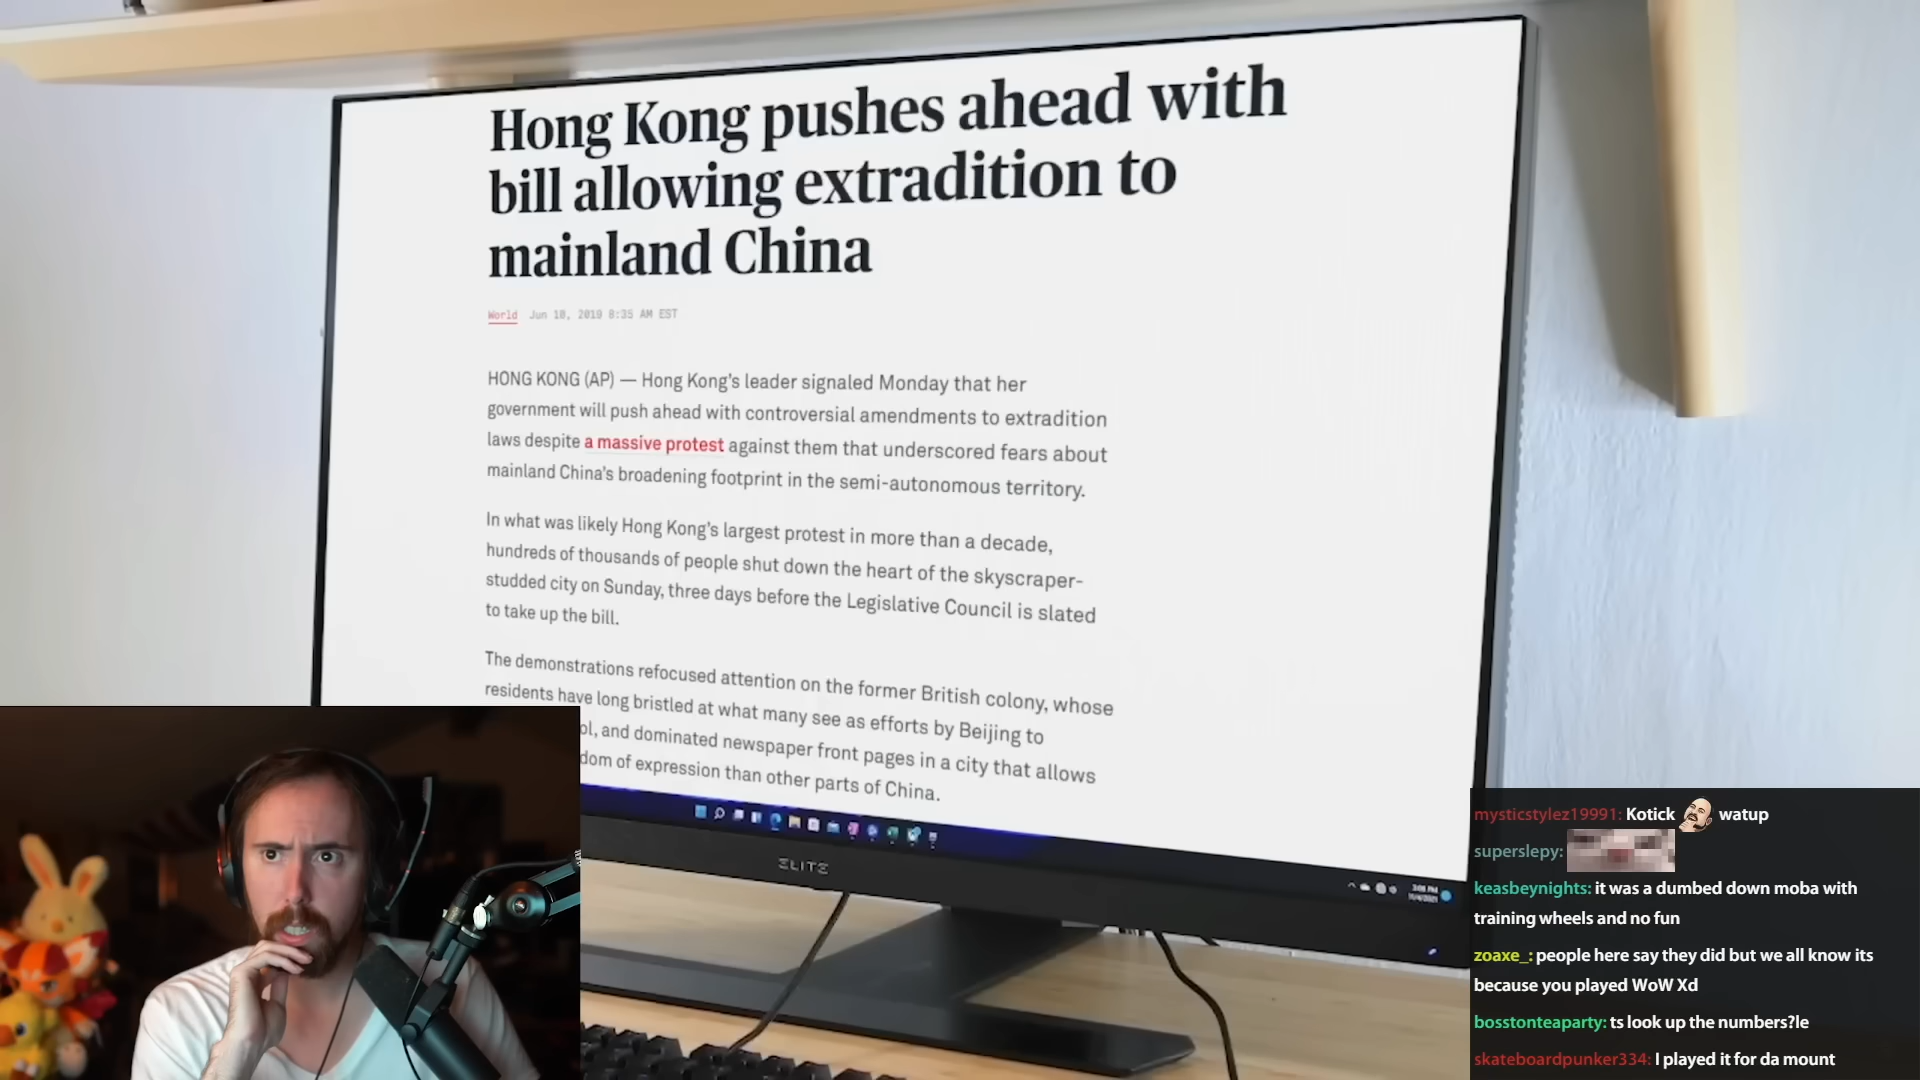 Hong Kong pushes ahead with
bill allowing extradition to
mainland China
World Jun 18, 2019 8:35 AM EST
HONG KONG (AP) — Hong Kong's leader signaled Monday that her
government will push ahead with controversial amendments to extradition
laws despite a massive protest against them that underscored fears about
mainland China's broadening footprint in the semi-autonomous territory.
In what was likely Hong Kong's largest protest in more than a decade,
hundreds of thousands of people shut down the heart of the skyscraper-
studded city on Sunday, three days before the Legislative Council is slated
to take up the bill.
The demonstrations refocused attention on the former British colony, whose
residents have long bristled at what many see as efforts by Beijing to
ol, and dominated newspaper front pages in a city that allows
dom of expression than other parts of China.
ELITE
mysticstylez19991: Kotick watup
superslepy:
keasbeynights: it was a dumbed down moba with
training wheels and no fun
zoaxe_: people here say they did but we all know its
because you played WoW Xd
bosstonteaparty: ts look up the numbers?le
skateboardpunker334: I played it for da mount